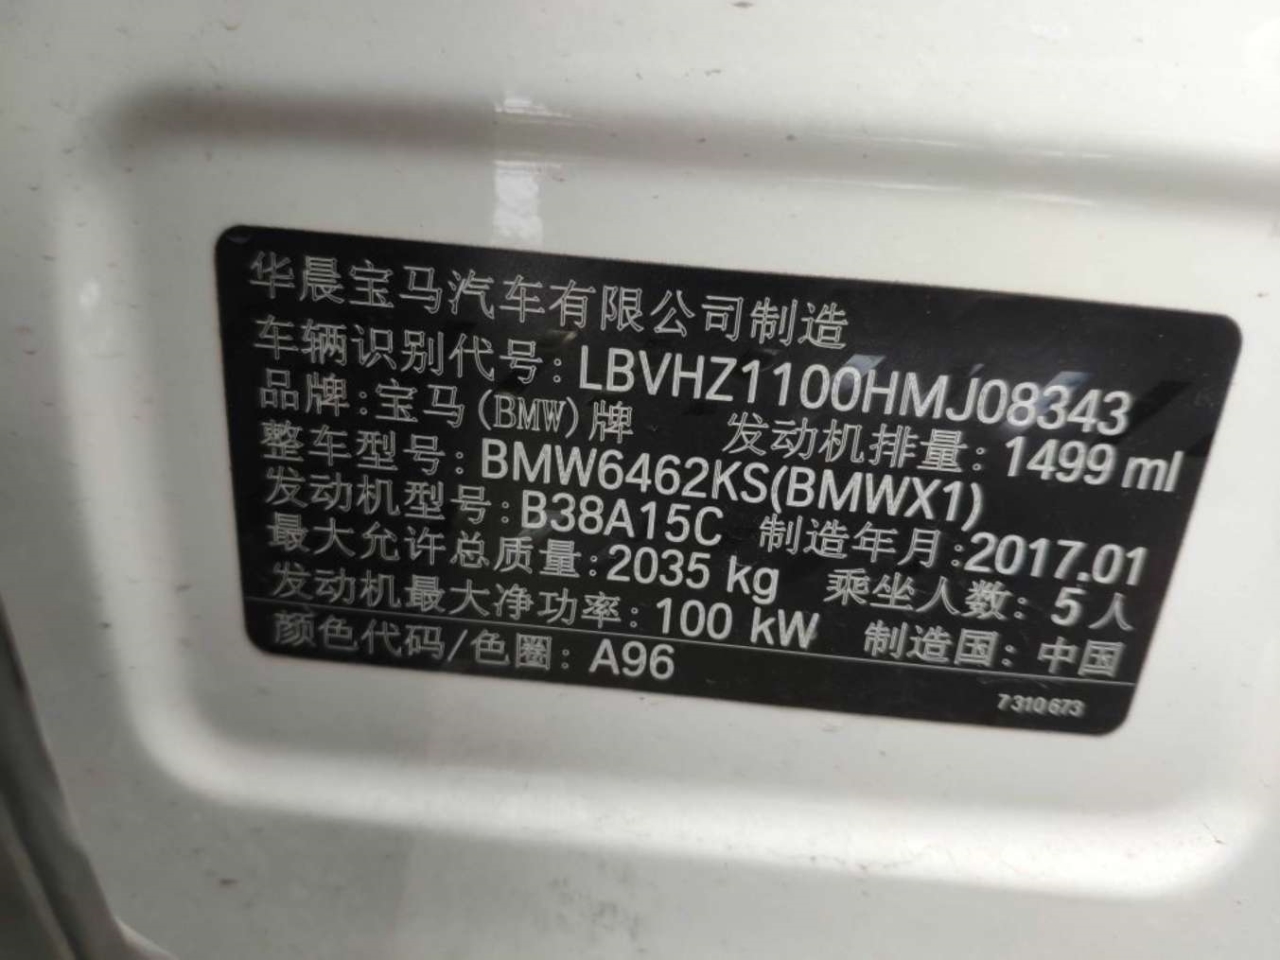 华晨宝马汽车有限公司制造
车辆识别代号: LBVHZ1100HMJ08343
品牌: 宝马(BMW)牌 发动机排量: 1499 ml
整车型号: BMW6462KS(BMWX1)
发动机型号: B38A15C 制造年月: 2017.01
最大允许总质量: 2035 kg 乘坐人数: 5人
发动机最大净功率: 100 kW 制造国: 中国
颜色代码/色圈: A96
7310673